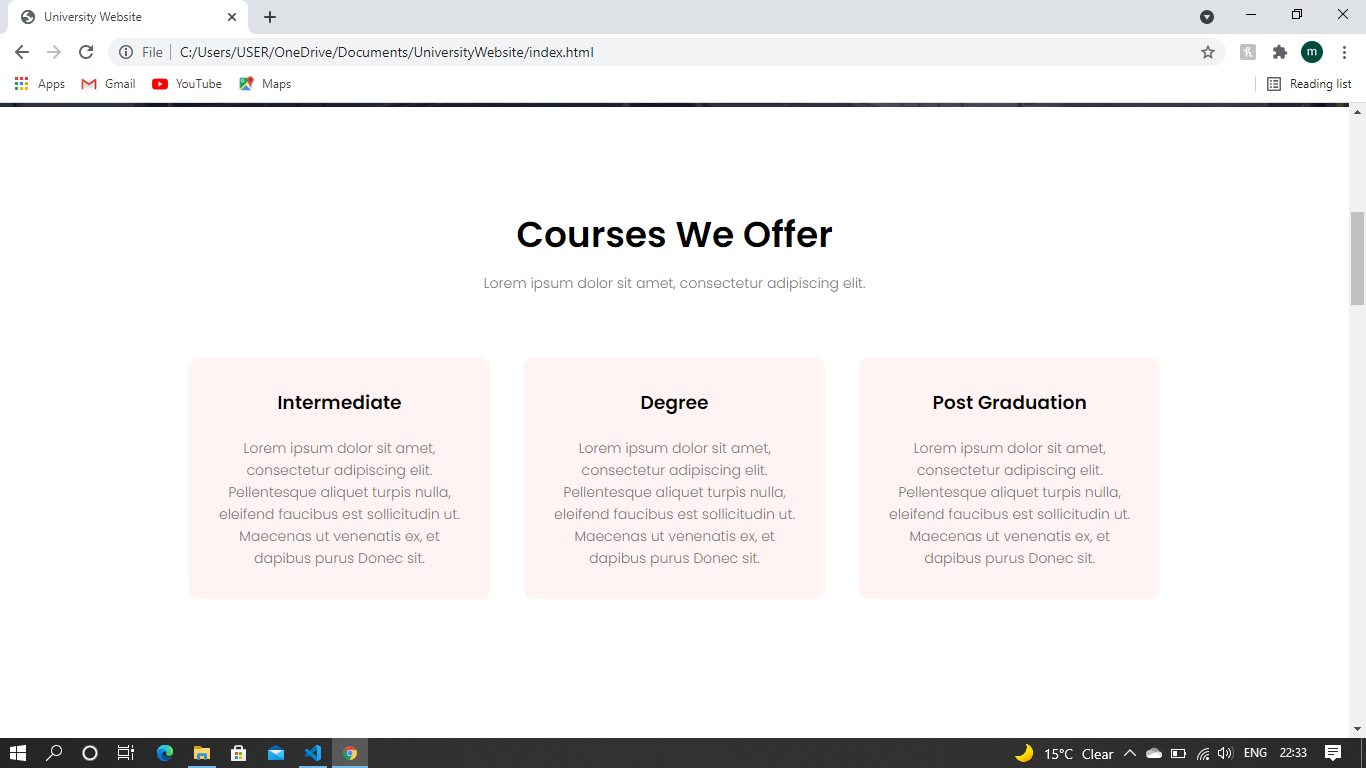 University Website
File
C:/Users/USER/OneDrive/Documents/UniversityWebsite/index.html
m
Apps
Gmail
YouTube
Maps
Reading list
Courses We Offer
Lorem ipsum dolor sit amet, consectetur adipiscing elit.
Intermediate
Lorem ipsum dolor sit amet,
consectetur adipiscing elit.
Pellentesque aliquet turpis nulla,
eleifend faucibus est sollicitudin ut.
Maecenas ut venenatis ex, et
dapibus purus Donec sit.
Degree
Lorem ipsum dolor sit amet,
consectetur adipiscing elit.
Pellentesque aliquet turpis nulla,
eleifend faucibus est sollicitudin ut.
Maecenas ut venenatis ex, et
dapibus purus Donec sit.
Post Graduation
Lorem ipsum dolor sit amet,
consectetur adipiscing elit.
Pellentesque aliquet turpis nulla,
eleifend faucibus est sollicitudin ut.
Maecenas ut venenatis ex, et
dapibus purus Donec sit.
15°C Clear
ENG
22:33